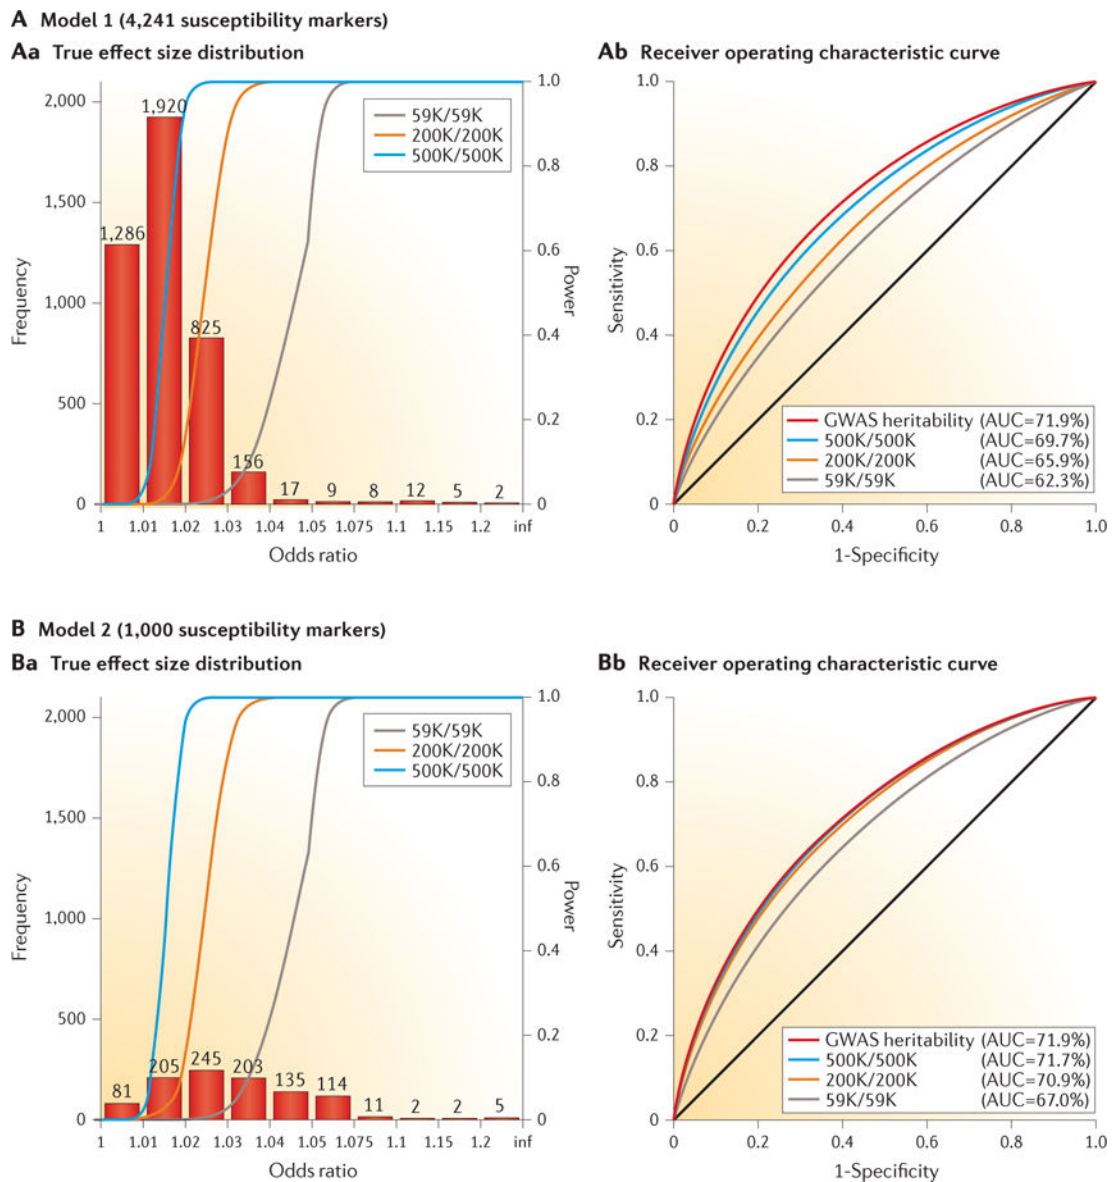 A Model 1 (4,241 susceptibility markers)
Aa True effect size distribution
2,000
1,500
1,000
500
0
Frequency
1,286
1,920
825
156
17
9
8
12
5
2
59K/59K
200K/200K
500K/500K
1.0
0.8
0.6
0.4
0.2
0
Power
1 1.01 1.02 1.03 1.04 1.05 1.075 1.1 1.15 1.2 inf
Odds ratio
Ab Receiver operating characteristic curve
1.0
0.8
0.6
0.4
0.2
0
Sensitivity
GWAS heritability (AUC=71.9%)
500K/500K (AUC=69.7%)
200K/200K (AUC=65.9%)
59K/59K (AUC=62.3%)
0 0.2 0.4 0.6 0.8 1.0
1-Specificity
B Model 2 (1,000 susceptibility markers)
Ba True effect size distribution
2,000
1,500
1,000
500
0
Frequency
81
205
245
203
135
114
11
2
2
5
59K/59K
200K/200K
500K/500K
1.0
0.8
0.6
0.4
0.2
0
Power
1 1.01 1.02 1.03 1.04 1.05 1.075 1.1 1.15 1.2 inf
Odds ratio
Bb Receiver operating characteristic curve
1.0
0.8
0.6
0.4
0.2
0
Sensitivity
GWAS heritability (AUC=71.9%)
500K/500K (AUC=71.7%)
200K/200K (AUC=70.9%)
59K/59K (AUC=67.0%)
0 0.2 0.4 0.6 0.8 1.0
1-Specificity